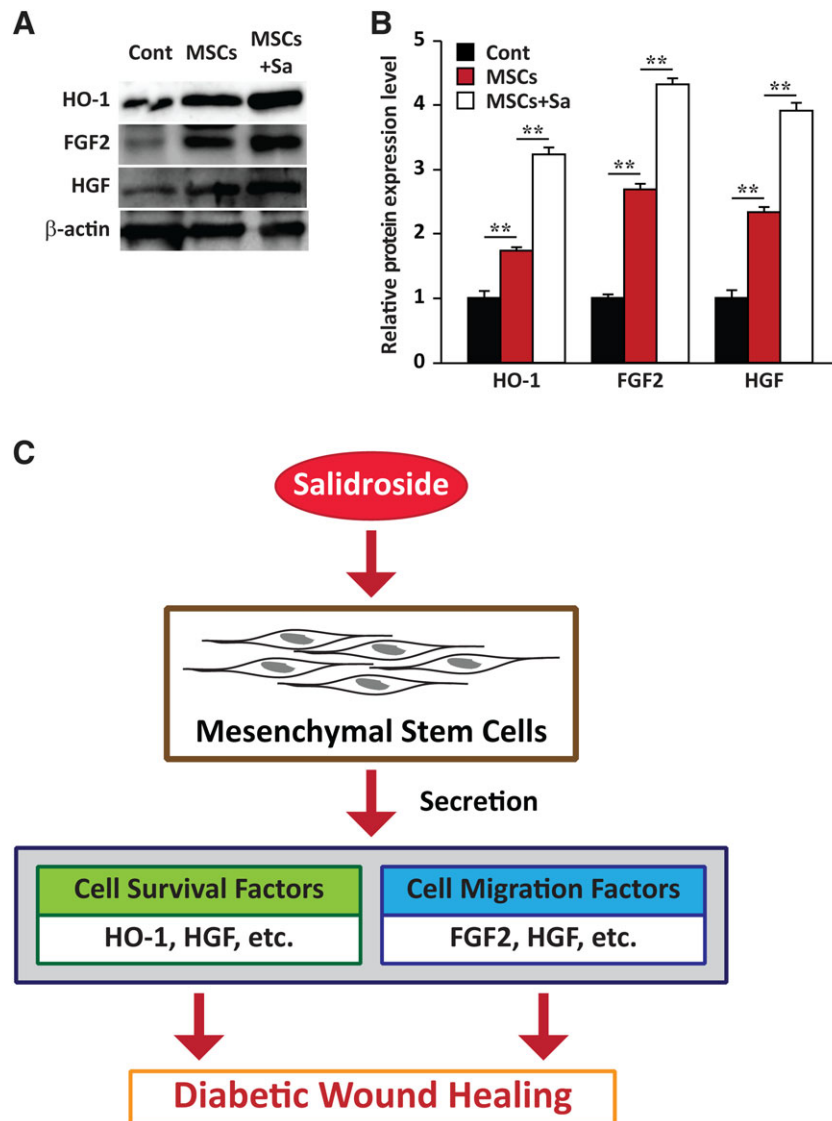 A
Cont MSCs MSCs
+Sa
HO-1
FGF2
HGF
β-actin
B
Relative protein expression level
5
4
3
2
1
0
Cont
MSCs
MSCs+Sa
** ** ** ** ** **
HO-1 FGF2 HGF
C
Salidroside
Mesenchymal Stem Cells
Secretion
Cell Survival Factors
HO-1, HGF, etc.
Cell Migration Factors
FGF2, HGF, etc.
Diabetic Wound Healing